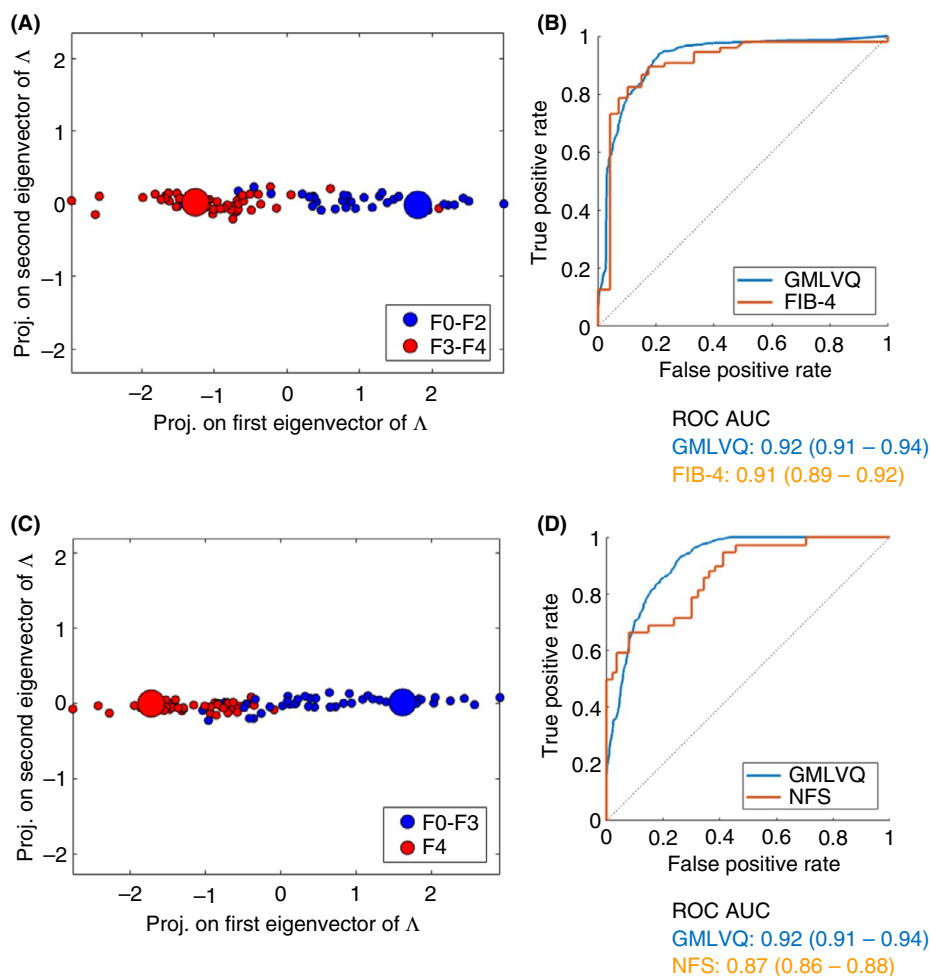 (A)
Proj. on second eigenvector of Λ
2
1
0
−1
−2
−2
−1
0
1
2
F0-F2
F3-F4
Proj. on first eigenvector of Λ
(B)
True positive rate
1
0.8
0.6
0.4
0.2
0
0
0.2
0.4
0.6
0.8
1
GMLVQ
FIB-4
False positive rate
ROC AUC
GMLVQ: 0.92 (0.91 – 0.94)
FIB-4: 0.91 (0.89 – 0.92)
(C)
Proj. on second eigenvector of Λ
2
1
0
−1
−2
−2
−1
0
1
2
F0-F3
F4
Proj. on first eigenvector of Λ
(D)
True positive rate
1
0.8
0.6
0.4
0.2
0
0
0.2
0.4
0.6
0.8
1
GMLVQ
NFS
False positive rate
ROC AUC
GMLVQ: 0.92 (0.91 – 0.94)
NFS: 0.87 (0.86 – 0.88)